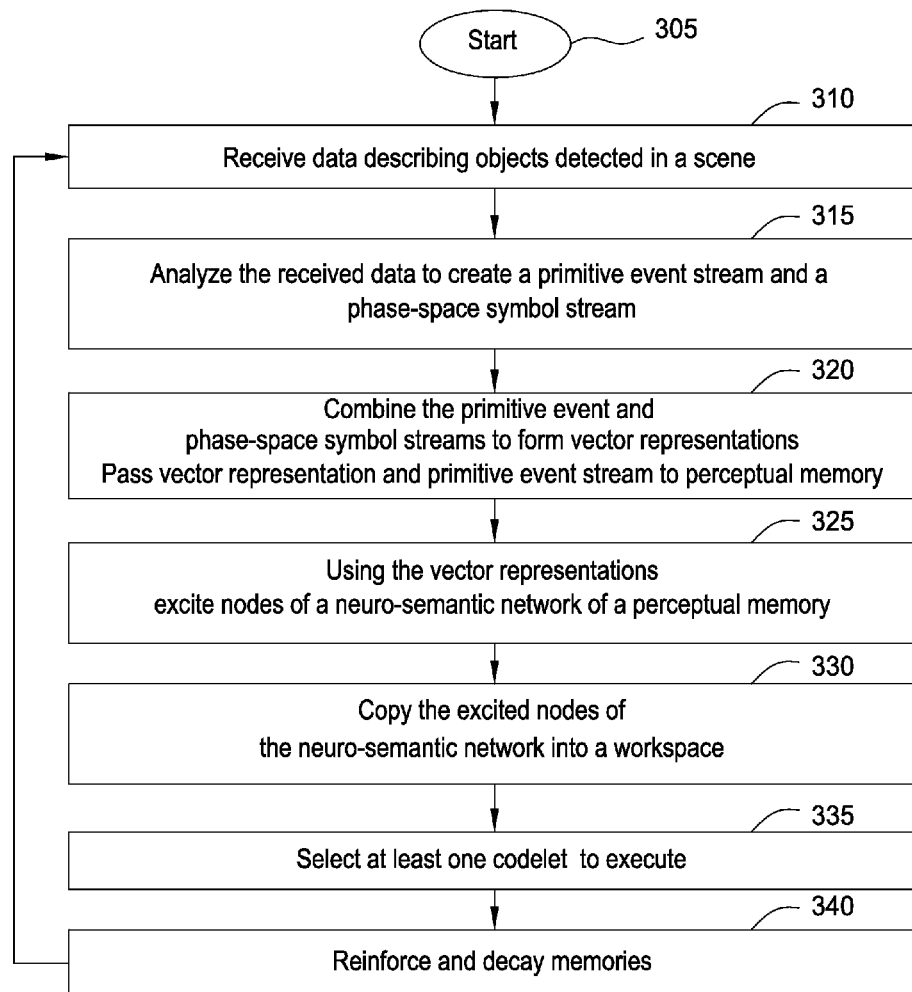 Start
305
310
Receive data describing objects detected in a scene
315
Analyze the received data to create a primitive event stream and a
phase-space symbol stream
320
Combine the primitive event and
phase-space symbol streams to form vector representations
Pass vector representation and primitive event stream to perceptual memory
325
Using the vector representations
excite nodes of a neuro-semantic network of a perceptual memory
330
Copy the excited nodes of
the neuro-semantic network into a workspace
335
Select at least one codelet to execute
340
Reinforce and decay memories